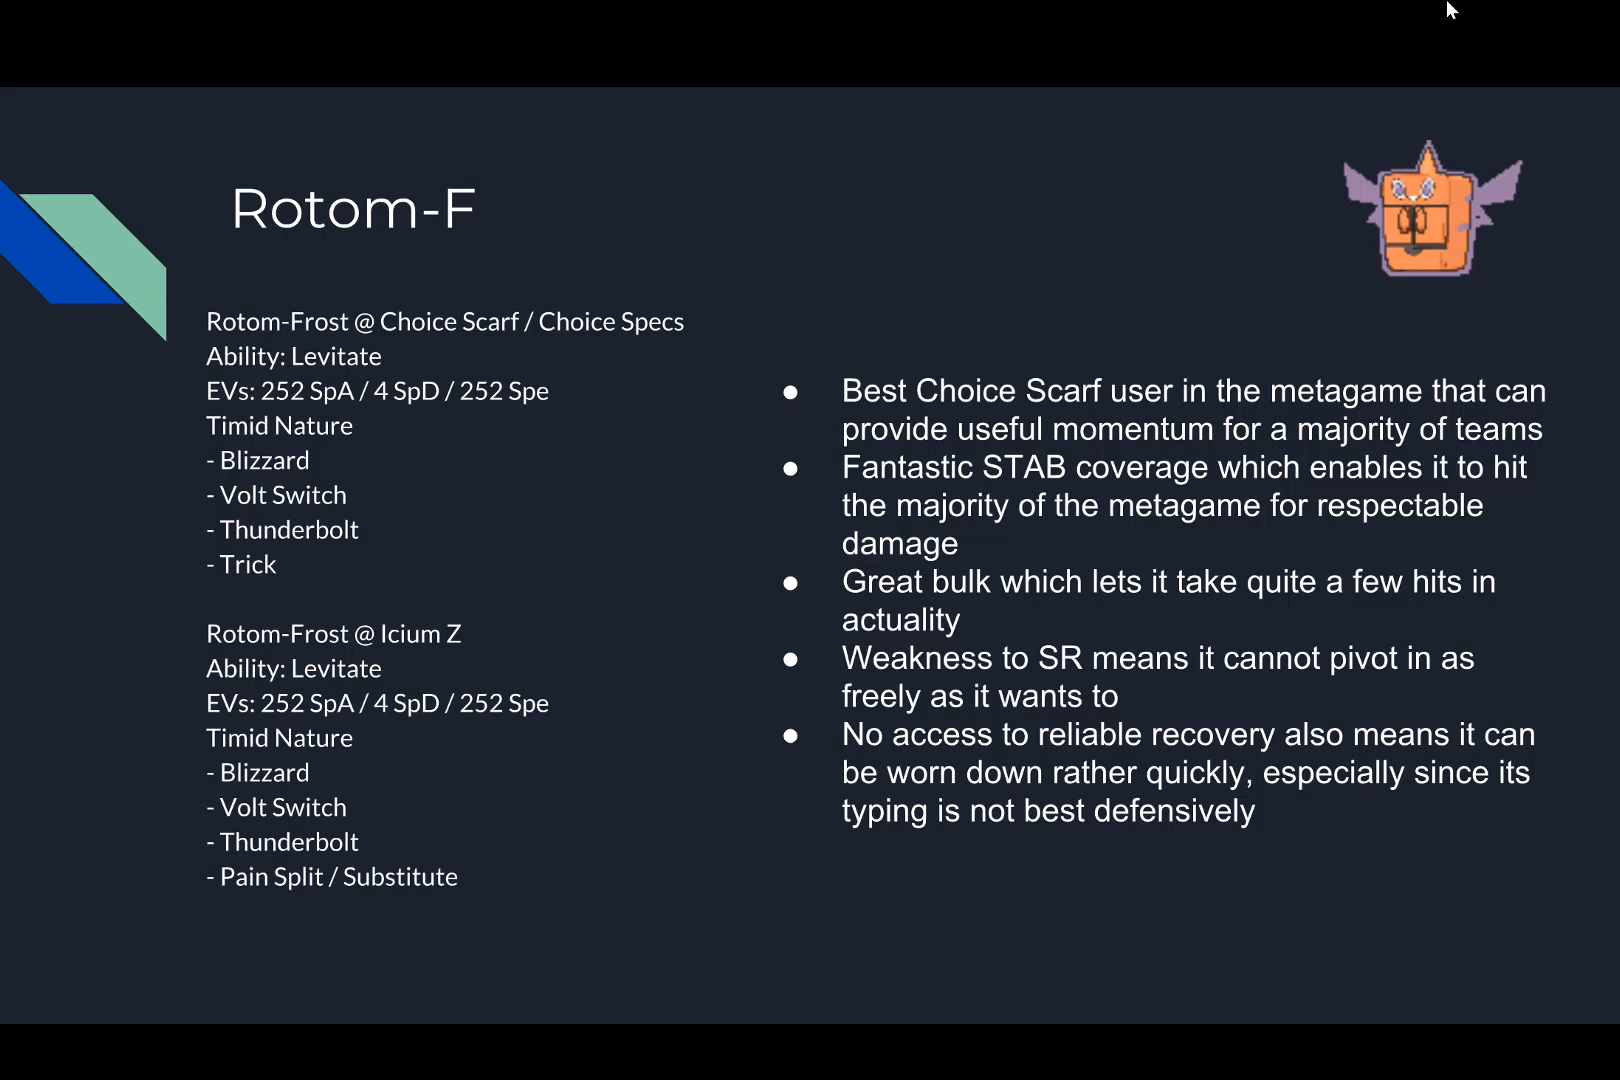 Rotom-F
Rotom-Frost @ Choice Scarf / Choice Specs
Ability: Levitate
EVs: 252 SpA / 4 SpD / 252 Spe
Timid Nature
- Blizzard
- Volt Switch
- Thunderbolt
- Trick
Rotom-Frost @ Icium Z
Ability: Levitate
EVs: 252 SpA / 4 SpD / 252 Spe
Timid Nature
- Blizzard
- Volt Switch
- Thunderbolt
- Pain Split / Substitute
● Best Choice Scarf user in the metagame that can
provide useful momentum for a majority of teams
● Fantastic STAB coverage which enables it to hit
the majority of the metagame for respectable
damage
● Great bulk which lets it take quite a few hits in
actuality
● Weakness to SR means it cannot pivot in as
freely as it wants to
● No access to reliable recovery also means it can
be worn down rather quickly, especially since its
typing is not best defensively